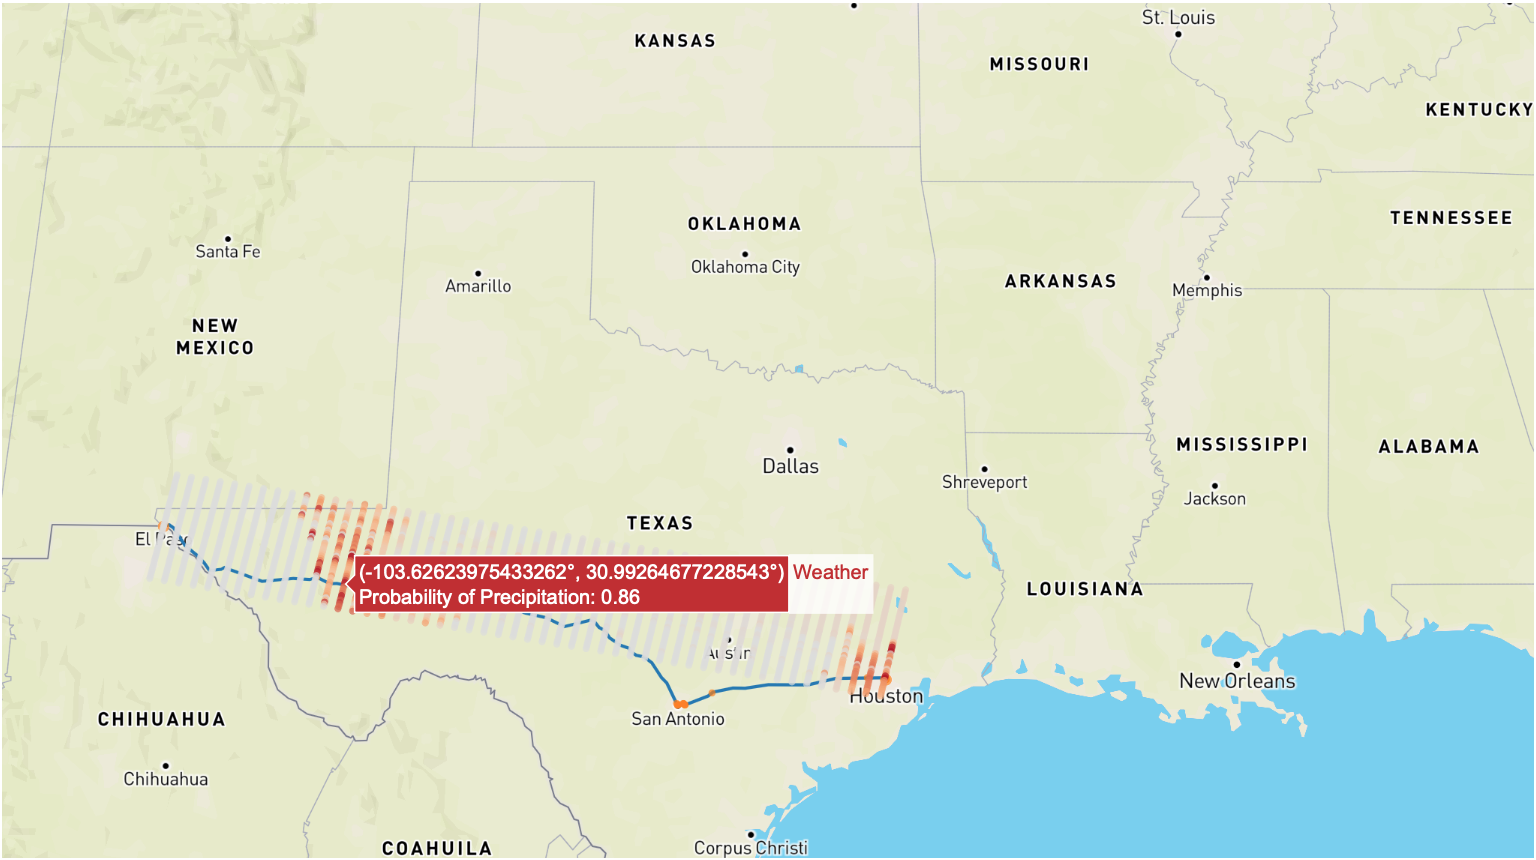 St. Louis
KANSAS
MISSOURI
KENTUCKY
TENNESSEE
OKLAHOMA
Santa Fe
Oklahoma City
Amarillo
ARKANSAS
Memphis
NEW
MEXICO
MISSISSIPPI
ALABAMA
Dallas
Shreveport
Jackson
TEXAS
El Paso
(-103.62623975433262°, 30.99264677228543°) Weather
Probability of Precipitation: 0.86
LOUISIANA
Austin
New Orleans
Houston
CHIHUAHUA
San Antonio
Chihuahua
COAHUILA
Corpus Christi